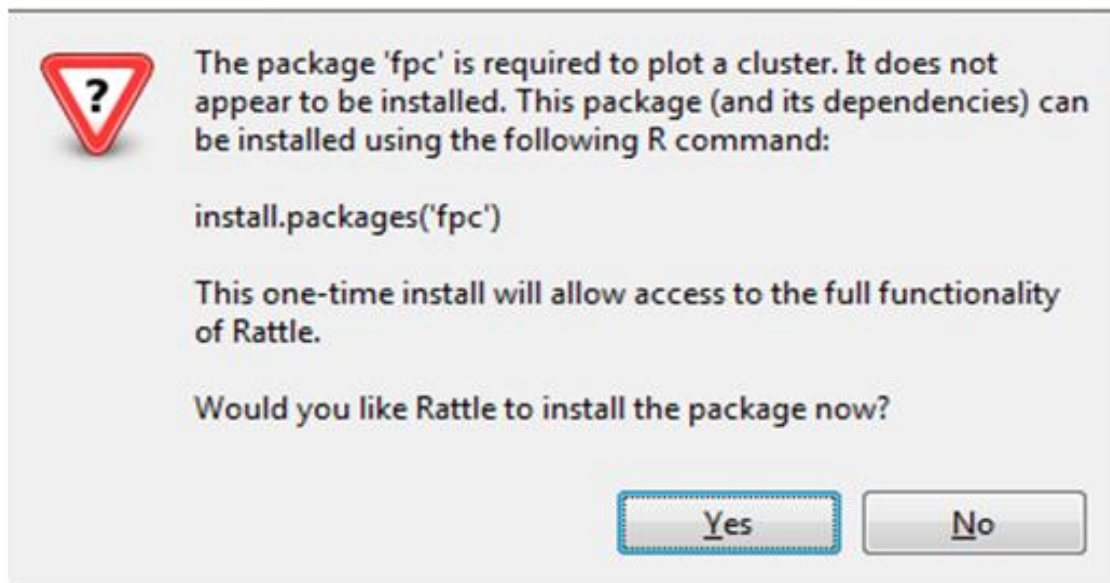 ?
The package 'fpc' is required to plot a cluster. It does not
appear to be installed. This package (and its dependencies) can
be installed using the following R command:
install.packages('fpc')
This one-time install will allow access to the full functionality
of Rattle.
Would you like Rattle to install the package now?
Yes
No